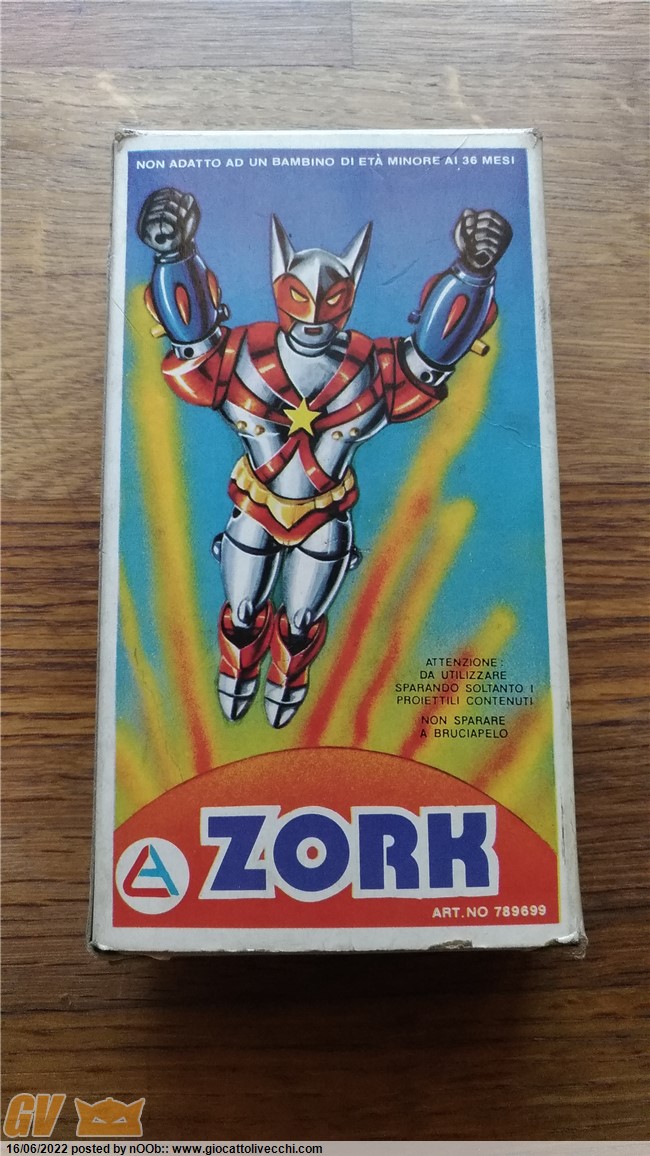 NON ADATTO AD UN BAMBINO DI ETÀ MINORE AI 36 MESI
ATTENZIONE:
DA UTILIZZARE
SPARANDO SOLTANTO I
PROIETTILI CONTENUTI
NON SPARARE
A BRUCIAPELO
ZORK
ART. NO 789699
GV
16/06/2022 posted by nOOb:: www.giocattolivecchi.com